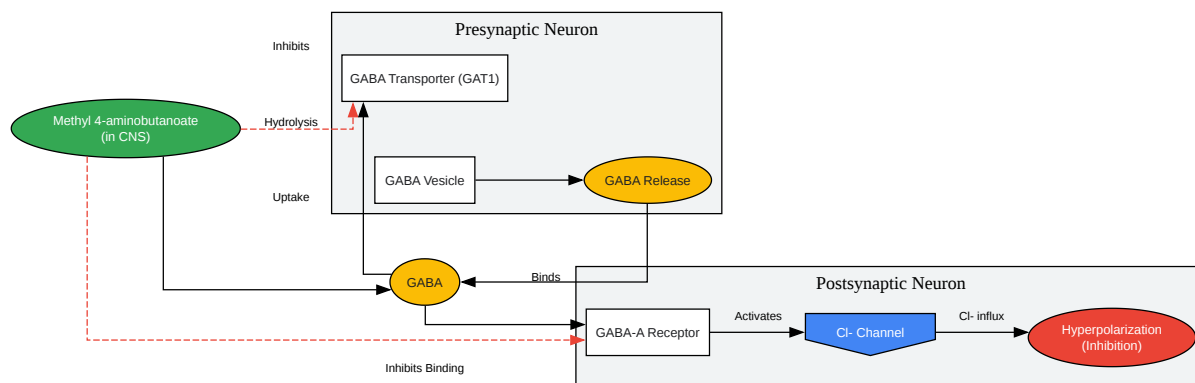 Presynaptic Neuron
Inhibits
GABA Transporter (GAT1)
Methyl 4-aminobutanoate
(in CNS)
Hydrolysis
GABA Vesicle
GABA Release
Uptake
GABA
Binds
Postsynaptic Neuron
GABA-A Receptor
Activates
Cl- Channel
Cl- influx
Hyperpolarization
(Inhibition)
Inhibits Binding